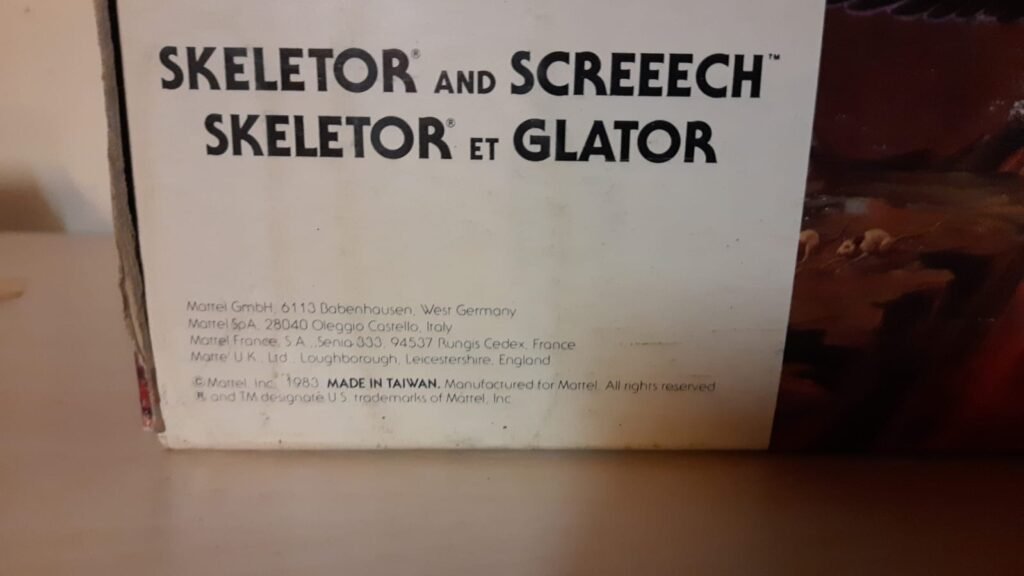 SKELETOR® AND SCREEECH™
SKELETOR® ET GLATOR
Mattel GmbH, 6113 Babenhausen, West Germany
Mattel SpA, 28040 Oleggio Castello, Italy
Mattel France, S.A., Senia 333, 94537 Rungis Cedex, France
Mattel U.K., Ltd., Loughborough, Leicestershire, England
© Mattel, Inc. 1983. MADE IN TAIWAN. Manufactured for Mattel. All rights reserved
® and TM designate U.S. trademarks of Mattel, Inc.